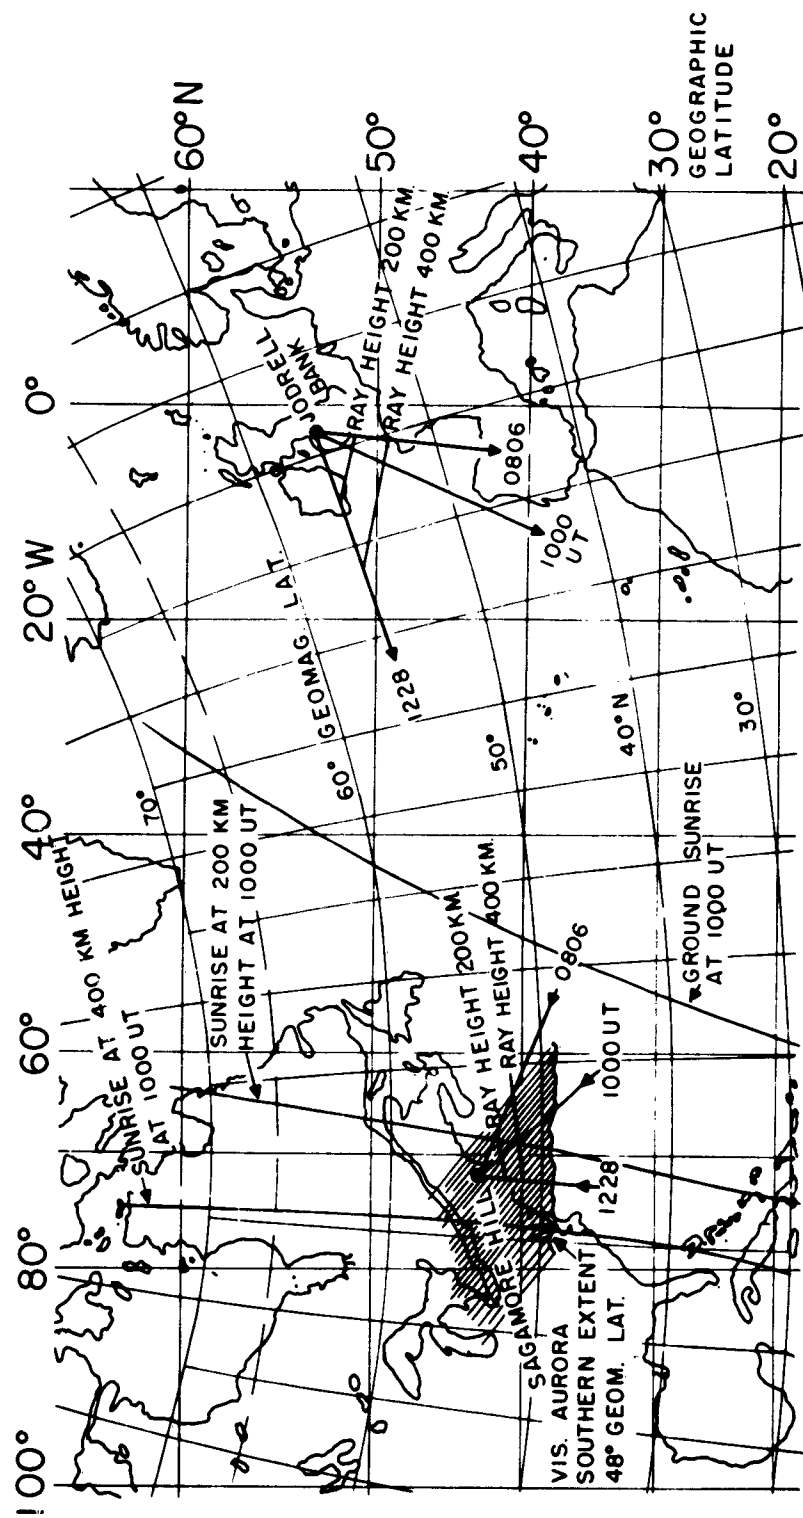 100°
80°
60°
40°
20° W
0°
60° N
50°
40°
30°
20°
GEOGRAPHIC
LATITUDE
SUNRISE AT 400 KM HEIGHT
AT 1000 UT
SUNRISE AT 200 KM
HEIGHT AT 1000 UT
70°
60° GEOMAG LAT.
50°
40° N
30°
JODRELL
BANK
RAY HEIGHT 200 KM
RAY HEIGHT 400 KM
1228
1000
UT
0806
SAGAMORE HILL
RAY HEIGHT 200 KM.
RAY HEIGHT 400 KM.
0806
1000 UT
1228
GROUND SUNRISE
AT 1000 UT
VIS. AURORA
SOUTHERN EXTENT
48° GEOM. LAT.